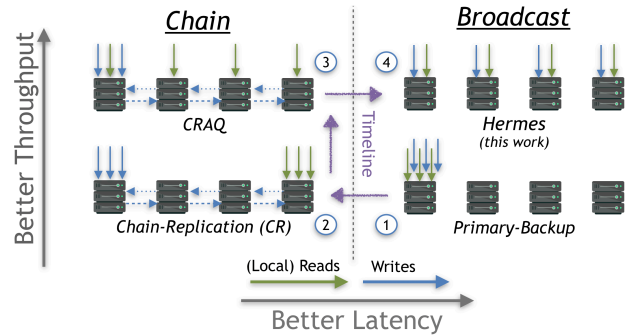 Chain
Broadcast
Better Throughput
3
4
CRAQ
Hermes
(this work)
Timeline
Chain-Replication (CR)
2
1
Primary-Backup
(Local) Reads
Writes
Better Latency